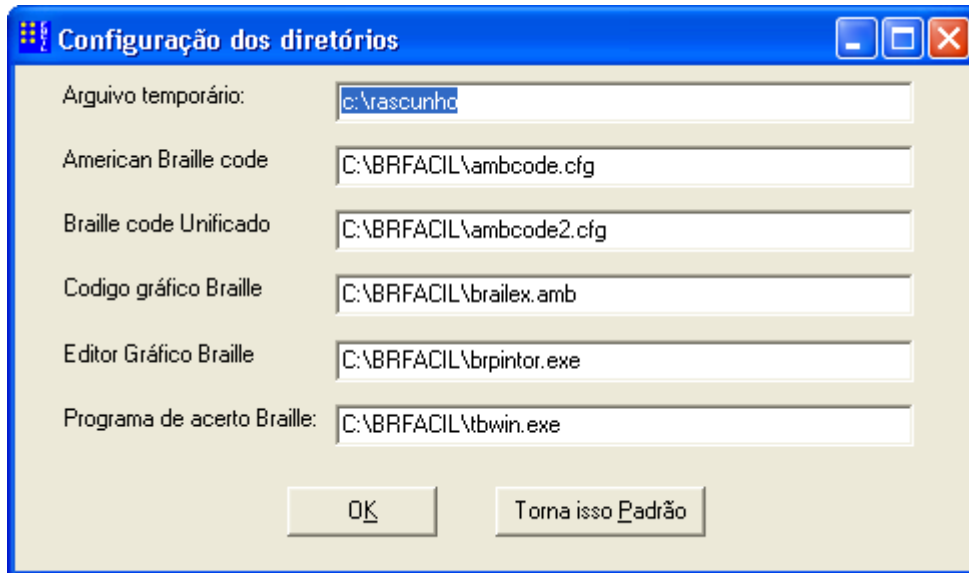 Configuração dos diretórios
Arguivo temporário: c:\rascunho
American Braille code C:\BRFACIL\ambcode.cfg
Braille code Unificado C:\BRFACIL\ambcode2.cfg
Codigo gráfico Braille C:\BRFACIL\brailex.amb
Editor Gráfico Braille C:\BRFACIL\brpintor.exe
Programa de acerto Braille: C:\BRFACIL\tbwin.exe
OK Torna isso Padrão